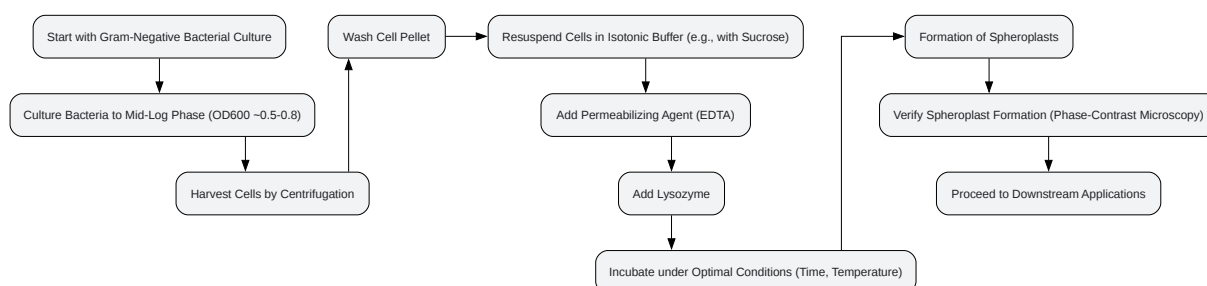 Start with Gram-Negative Bacterial Culture
Culture Bacteria to Mid-Log Phase (OD600 ~0.5-0.8)
Harvest Cells by Centrifugation
Wash Cell Pellet
Resuspend Cells in Isotonic Buffer (e.g., with Sucrose)
Add Permeabilizing Agent (EDTA)
Add Lysozyme
Incubate under Optimal Conditions (Time, Temperature)
Formation of Spheroplasts
Verify Spheroplast Formation (Phase-Contrast Microscopy)
Proceed to Downstream Applications